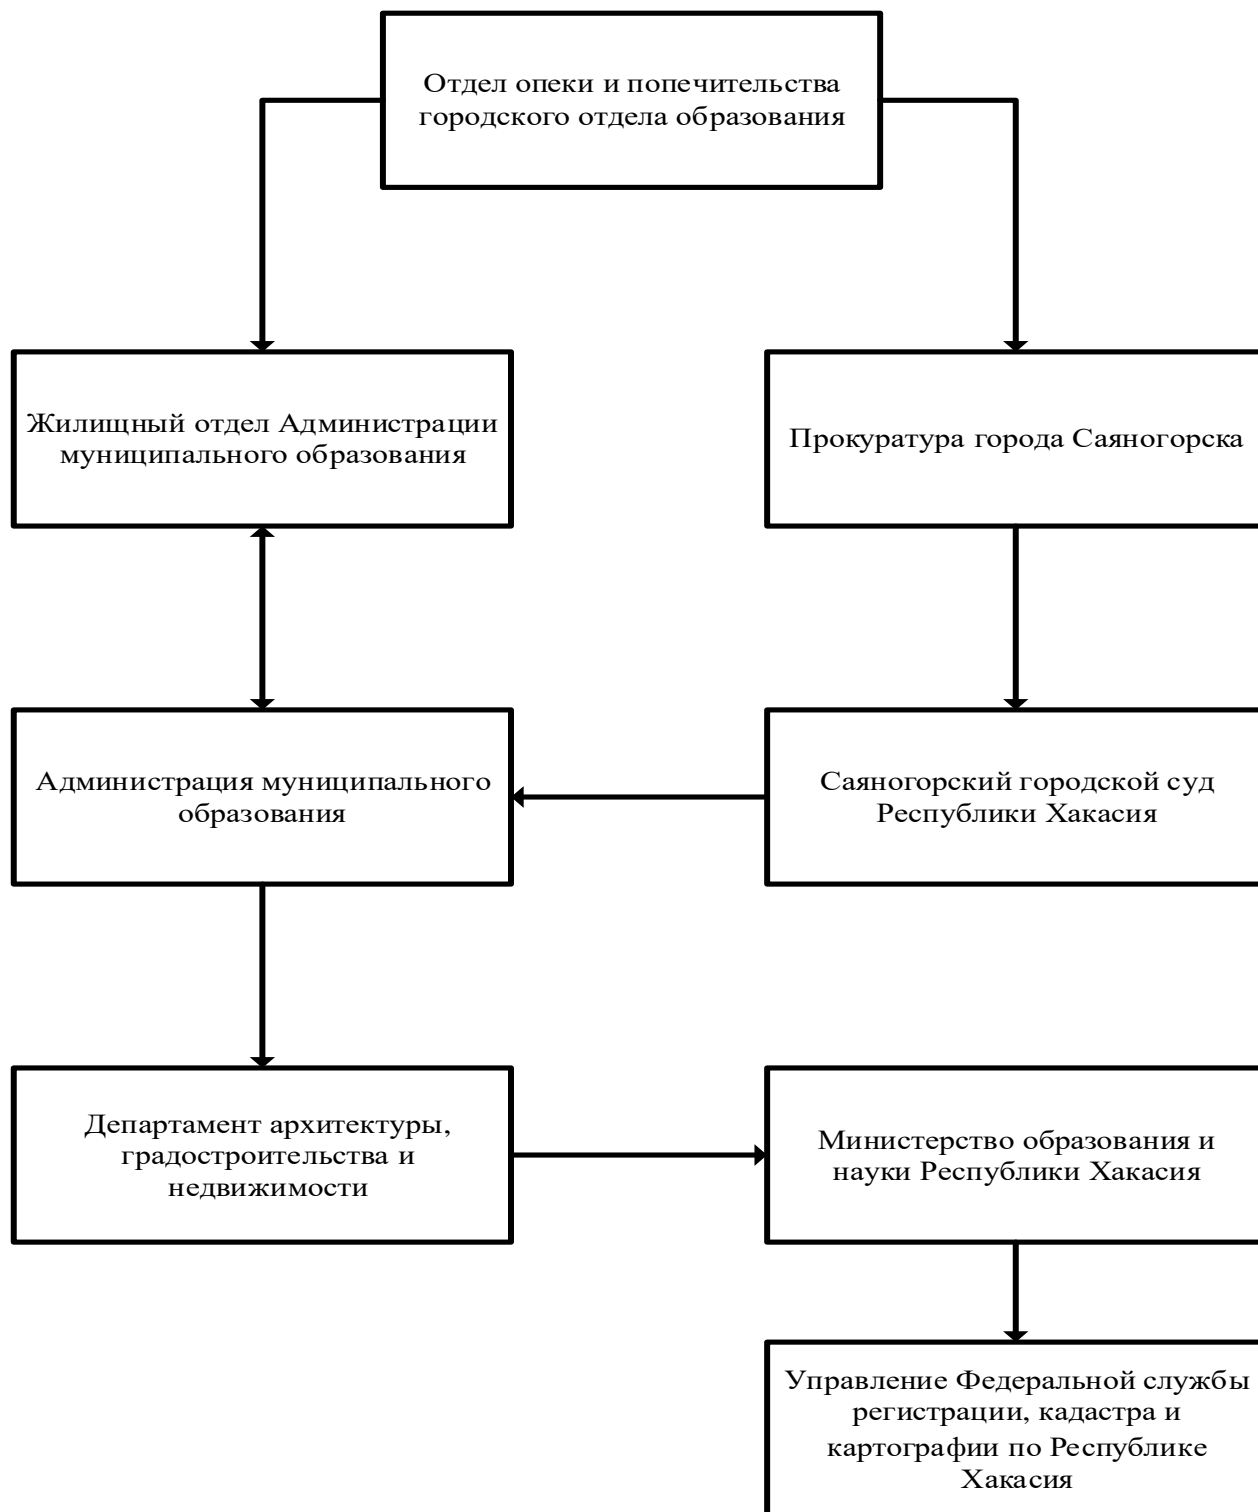 Отдел опеки и попечительства
городского отдела образования
Жилищный отдел Администрации
муниципального образования
Прокуратура города Саяногорска
Администрация муниципального
образования
Саяногорский городской суд
Республики Хакасия
Департамент архитектуры,
градостроительства и
недвижимости
Министерство образования и
науки Республики Хакасия
Управление Федеральной службы
регистрации, кадастра и
картографии по Республике
Хакасия